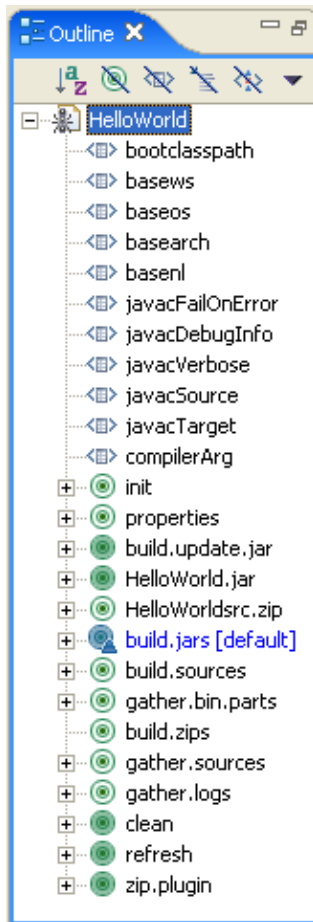 Outline
HelloWorld
bootclasspath
basews
baseos
basearch
basenl
javacFailOnError
javacDebugInfo
javacVerbose
javacSource
javacTarget
compilerArg
init
properties
build.update.jar
HelloWorld.jar
HelloWorldsrc.zip
build.jars [default]
build.sources
gather.bin.parts
build.zips
gather.sources
gather.logs
clean
refresh
zip.plugin